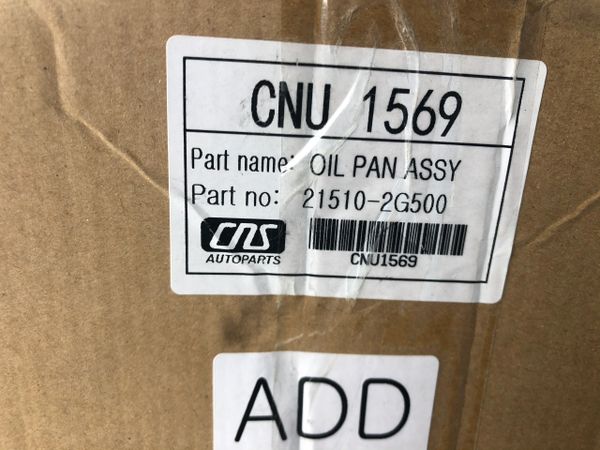 CNU 1569
Part name: OIL PAN ASSY
Part no: 21510-2G500
CNS
AUTOPARTS
CNU1569
ADD